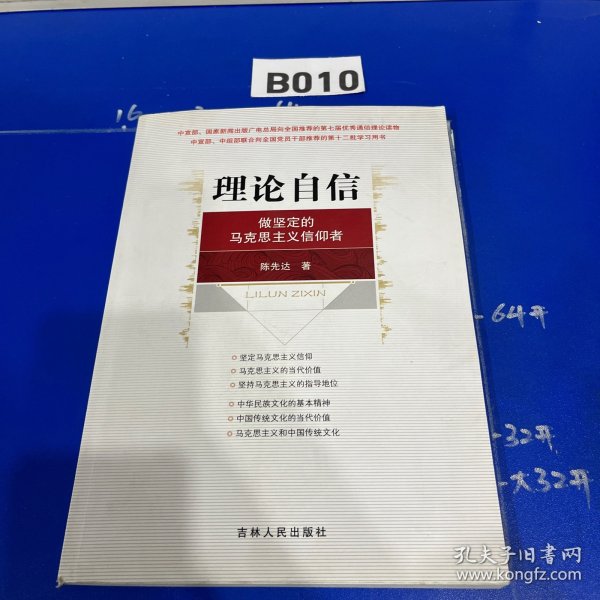 B010
中宣部、国家新闻出版广电总局向全国推荐的第七届优秀通俗理论读物
中宣部、中组部联合向全国党员干部推荐的第十二批学习用书
理论自信
做坚定的
马克思主义信仰者
陈先达 著
LILUN ZIXIN
坚定马克思主义信仰
马克思主义的当代价值
坚持马克思主义的指导地位
中华民族文化的基本精神
中国传统文化的当代价值
马克思主义和中国传统文化
吉林人民出版社
64开
32开
大32开
孔夫子旧书网
www.kongfz.com